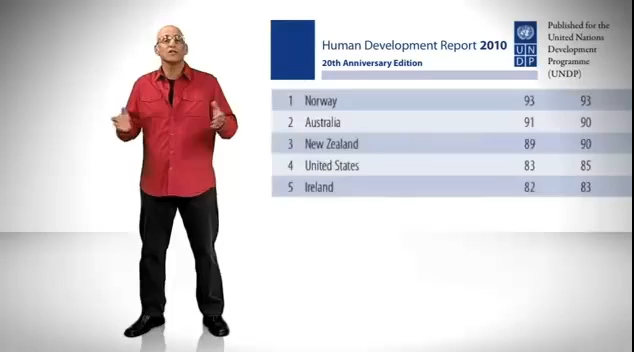 Human Development Report 2010
20th Anniversary Edition
U N
D P
Published for the
United Nations
Development
Programme
(UNDP)
1 Norway 93 93
2 Australia 91 90
3 New Zealand 89 90
4 United States 83 85
5 Ireland 82 83